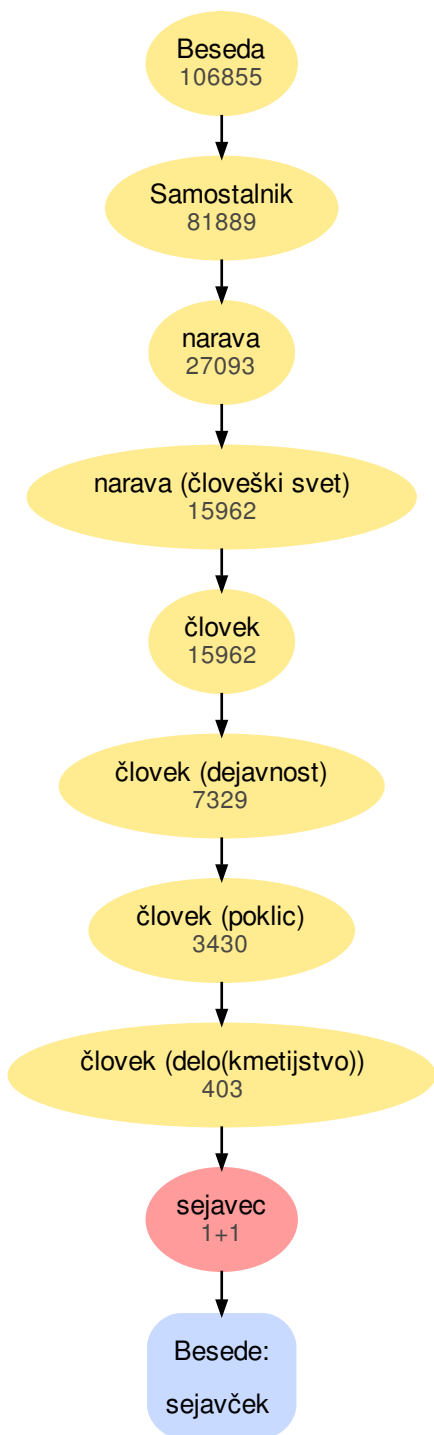 Beseda
106855
Samostalnik
81889
narava
27093
narava (človeški svet)
15962
človek
15962
človek (dejavnost)
7329
človek (poklic)
3430
človek (delo(kmetijstvo))
403
sejavec
1+1
Besede:
sejavček